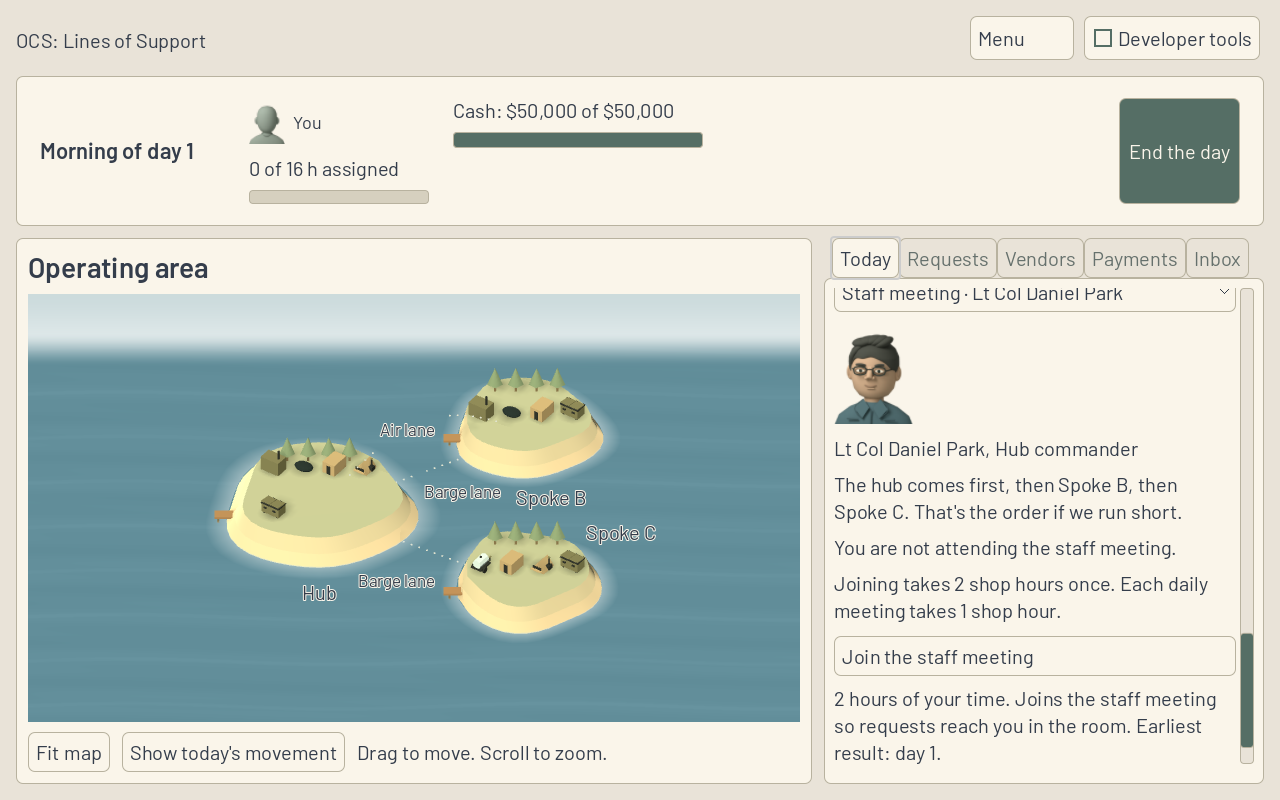 OCS: Lines of Support
Menu
Developer tools
Morning of day 1
You
0 of 16 h assigned
Cash: $50,000 of $50,000
End the day
Operating area
Air lane
Barge lane
Spoke B
Spoke C
Barge lane
Hub
Fit map
Show today's movement
Drag to move. Scroll to zoom.
Today
Requests
Vendors
Payments
Inbox
Staff meeting · Lt Col Daniel Park
Lt Col Daniel Park, Hub commander
The hub comes first, then Spoke B, then
Spoke C. That's the order if we run short.
You are not attending the staff meeting.
Joining takes 2 shop hours once. Each daily
meeting takes 1 shop hour.
Join the staff meeting
2 hours of your time. Joins the staff meeting
so requests reach you in the room. Earliest
result: day 1.